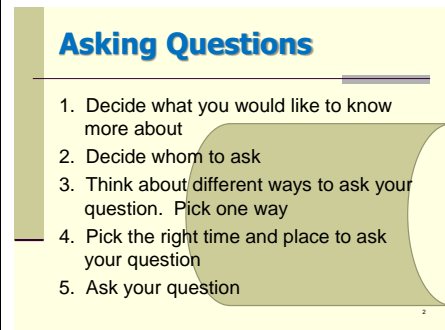 Asking Questions
1. Decide what you would like to know
more about
2. Decide whom to ask
3. Think about different ways to ask your
question.  Pick one way
4. Pick the right time and place to ask
your question
5. Ask your question
2